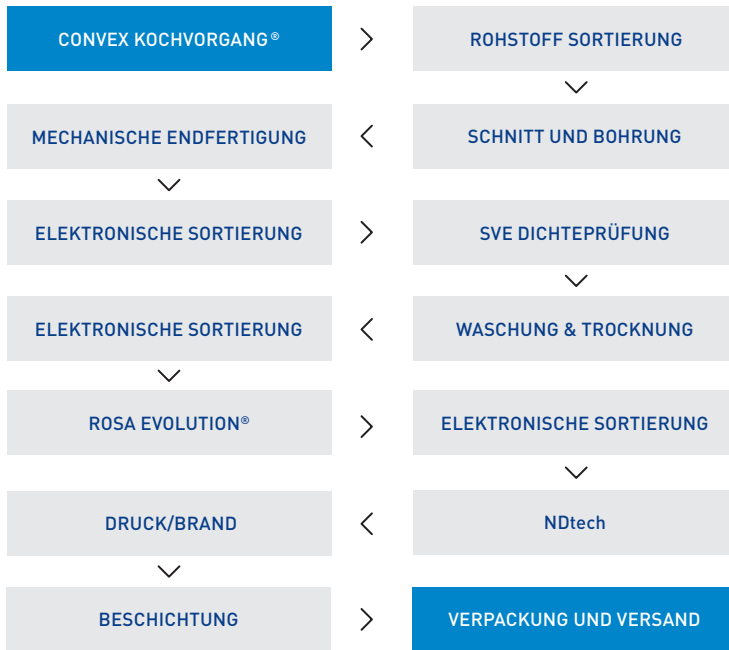 CONVEX KOCHVORGANG®
ROHSTOFF SORTIERUNG
SCHNITT UND BOHRUNG
MECHANISCHE ENDFERTIGUNG
ELEKTRONISCHE SORTIERUNG
SVE DICHTEPRÜFUNG
WASCHUNG & TROCKNUNG
ELEKTRONISCHE SORTIERUNG
ROSA EVOLUTION®
ELEKTRONISCHE SORTIERUNG
NDtech
DRUCK/BRAND
BESCHICHTUNG
VERPACKUNG UND VERSAND